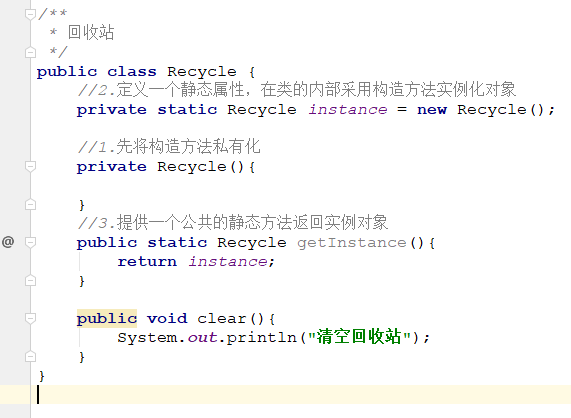 /**
 * 回收站
 */
public class Recycle {
    //2.定义一个静态属性，在类的内部采用构造方法实例化对象
    private static Recycle instance = new Recycle();
    //1.先将构造方法私有化
    private Recycle(){
    }
    //3.提供一个公共的静态方法返回实例对象
@
    public static Recycle getInstance(){
        return instance;
    }
    public void clear(){
        System.out.println("清空回收站");
    }
}